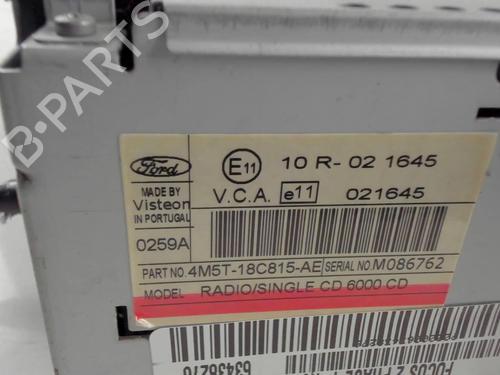 B-PARTS
Ford
E11 10 R- 02 1645
MADE BY
Visteon
IN PORTUGAL
V.C.A. e11 021645
0259A
PART NO. 4M5T-18C815-AE SERIAL NO. M086762
MODEL RADIO/SINGLE CD 6000 CD
63438270